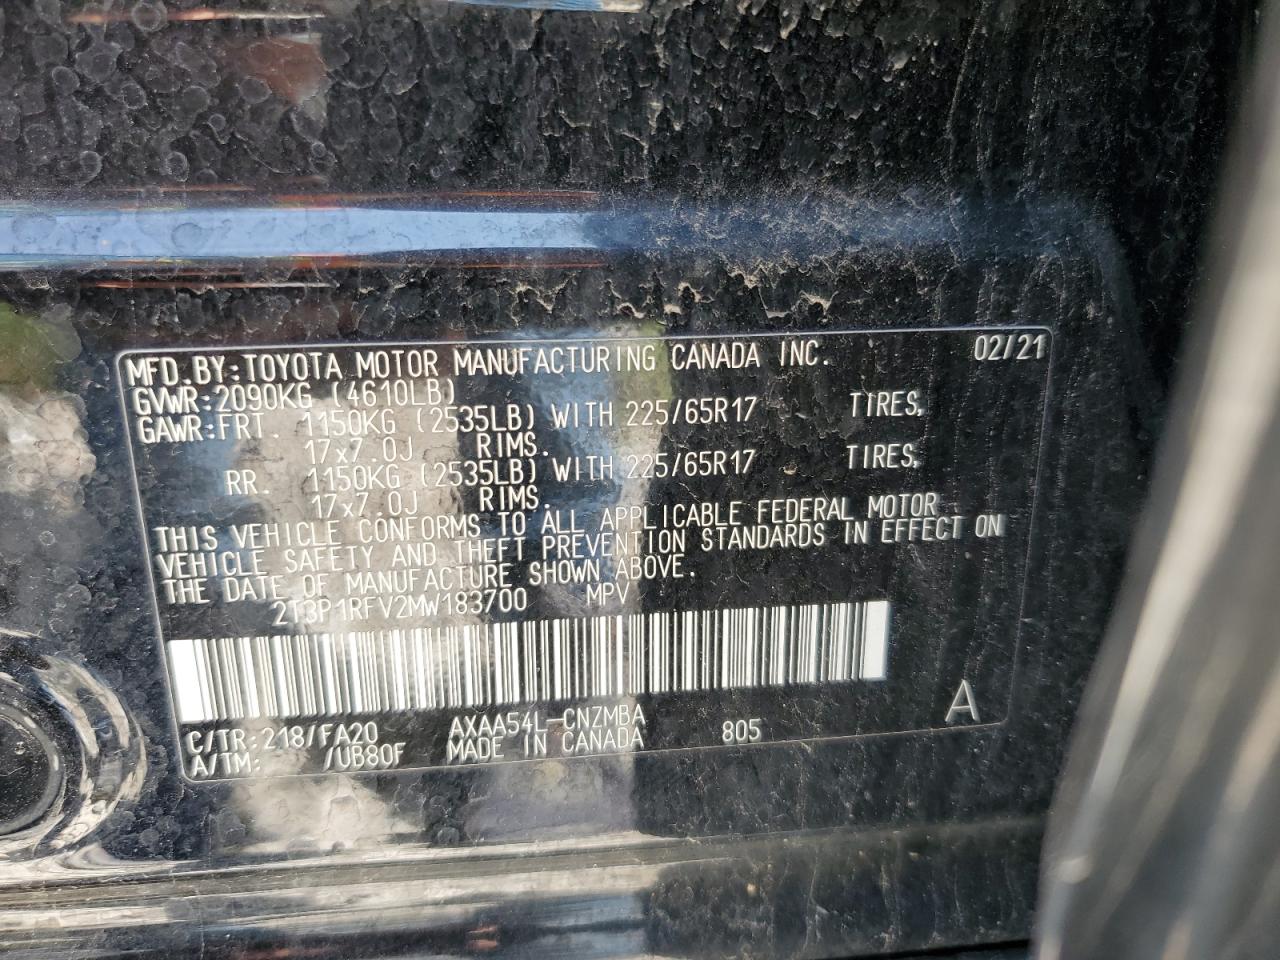 MFD.BY:TOYOTA MOTOR MANUFACTURING CANADA INC. 02/21
GVWR:2090KG (4610LB)
GAWR:FRT. 1150KG (2535LB) WITH 225/65R17 TIRES,
17x7.0J RIMS.
RR. 1150KG (2535LB) WITH 225/65R17 TIRES,
17x7.0J RIMS.
THIS VEHICLE CONFORMS TO ALL APPLICABLE FEDERAL MOTOR
VEHICLE SAFETY AND THEFT PREVENTION STANDARDS IN EFFECT ON
THE DATE OF MANUFACTURE SHOWN ABOVE.
2T3P1RFV2MW183700 MPV
C/TR:218/FA20 AXAA54L-CNZMBA 805 A
A/TM: /UB80F MADE IN CANADA